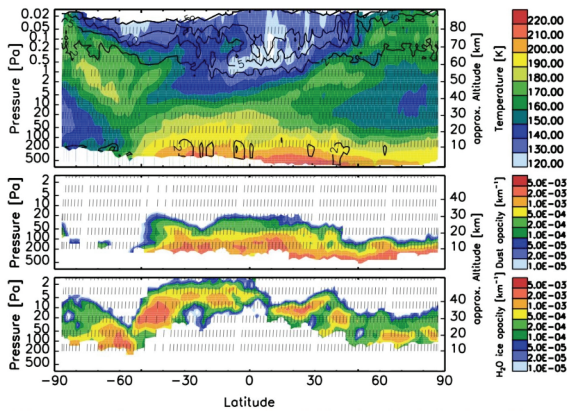 0.02
0.05
0.1
0.2
0.5
1
2
5
10
20
50
100
200
500
Pressure [Pa]
80
70
60
50
40
30
20
10
approx. Altitude [km]
Temperature [K]
220.00
210.00
200.00
190.00
180.00
170.00
160.00
150.00
140.00
130.00
120.00
2
5
10
20
50
100
200
500
Pressure [Pa]
40
30
20
10
approx. Altitude [km]
Dust opacity [km⁻¹]
5.0E-03
2.0E-03
1.0E-03
5.0E-04
2.0E-04
1.0E-04
5.0E-05
2.0E-05
1.0E-05
2
5
10
20
50
100
200
500
Pressure [Pa]
40
30
20
10
H₂O ice opacity [km⁻¹]
5.0E-03
2.0E-03
1.0E-03
5.0E-04
2.0E-04
1.0E-04
5.0E-05
2.0E-05
1.0E-05
-90 -60 -30 0 30 60 90
Latitude